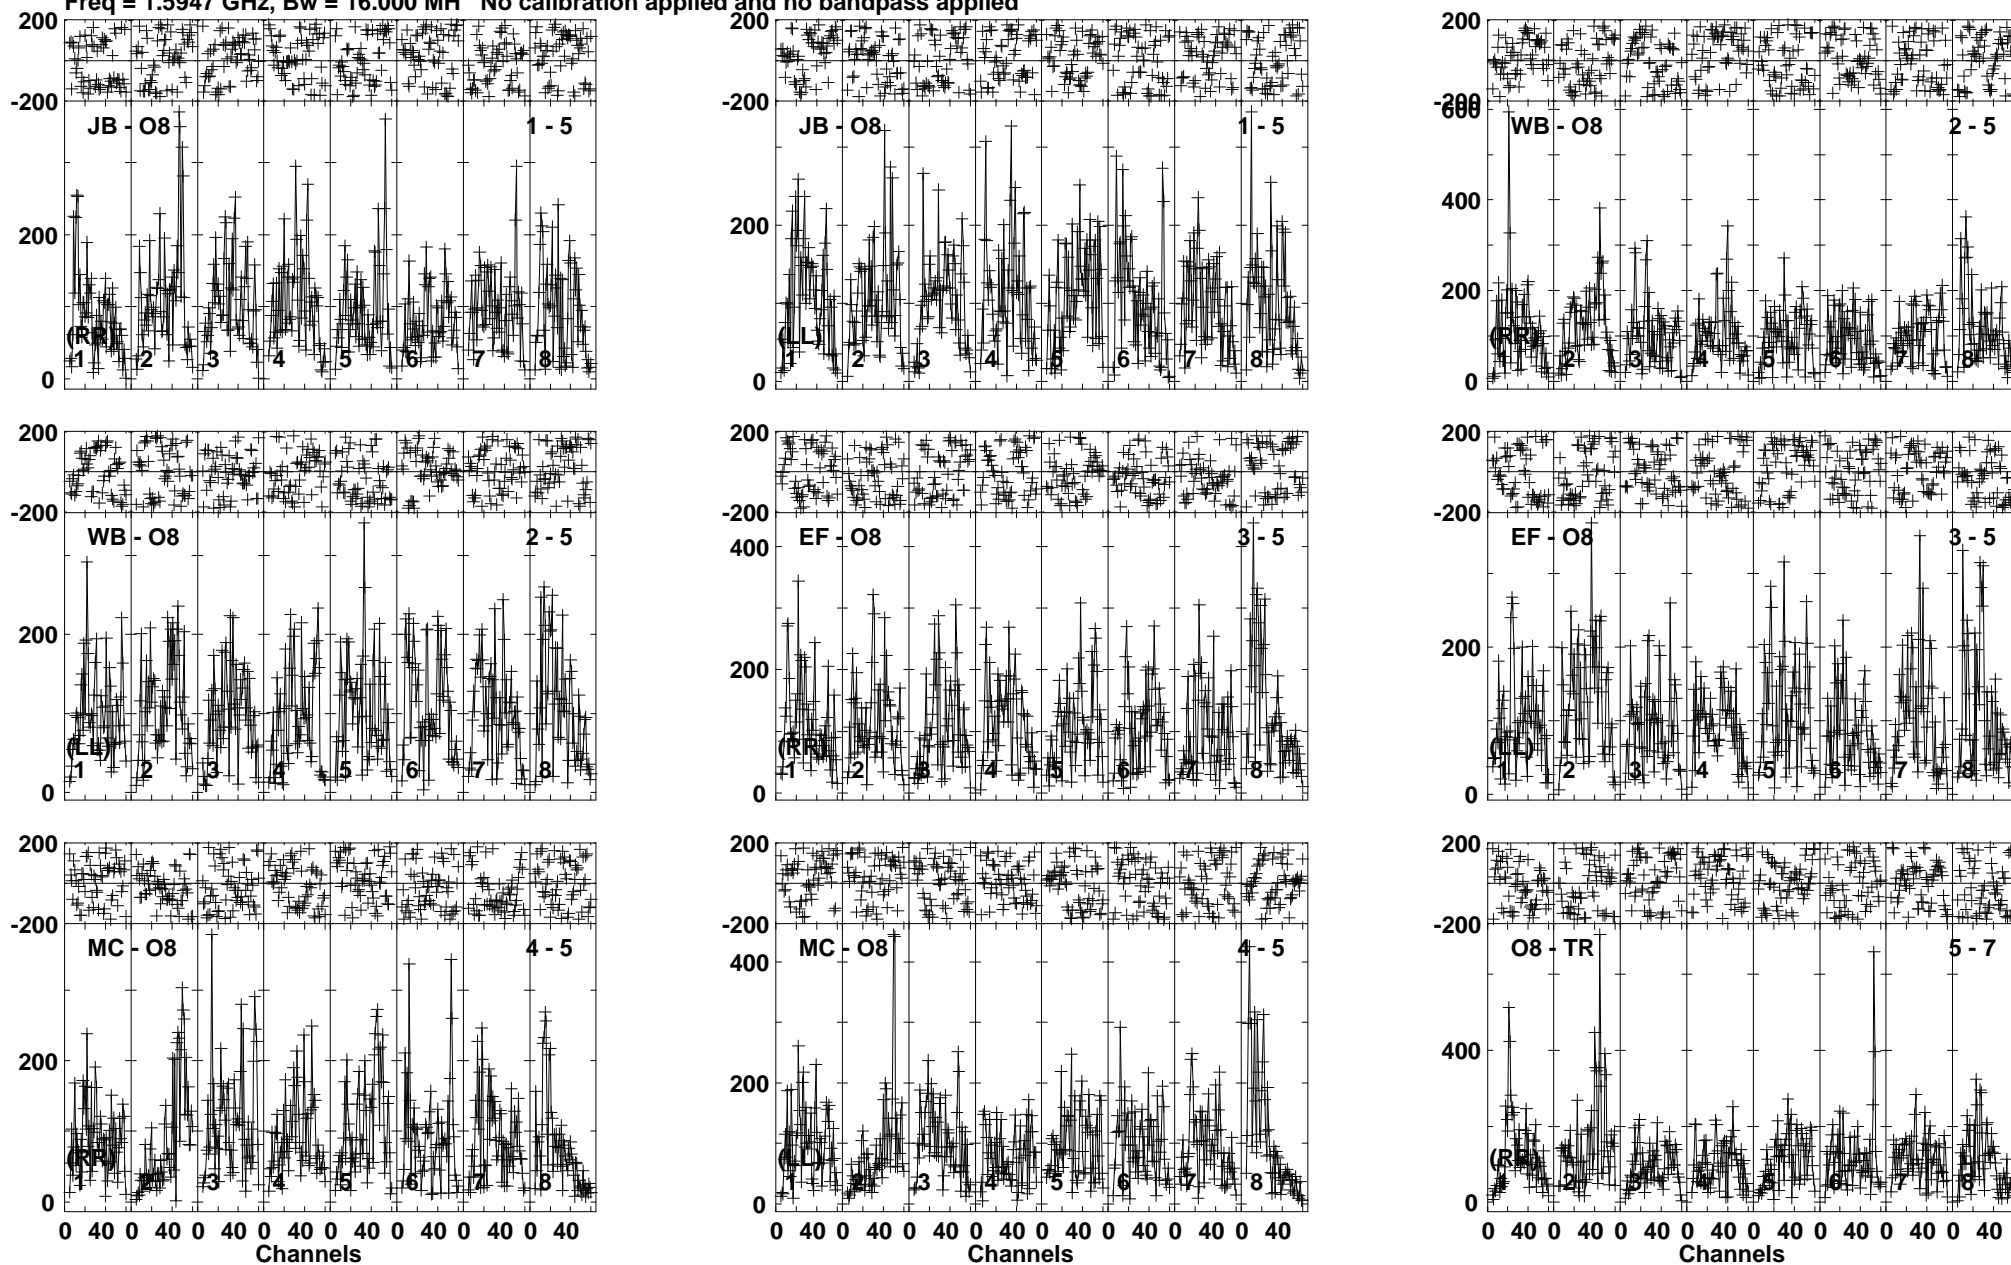 Freq = 1.5947 GHz, Bw = 16.000 MH No calibration applied and no bandpass applied
200 200 200
-200 -200 -200
600
JB - O8 1 - 5 JB - O8 1 - 5 WB - O8 2 - 5
400
200 200 200
(RR) (LL) (RR)
1 2 3 4 5 6 7 8 1 2 3 4 5 6 7 8 1 2 3 4 5 6 7 8
0 0 0
200 200 200
-200 -200 -200
WB - O8 2 - 5 EF - O8 3 - 5 EF - O8 3 - 5
400
200 200 200
(LL) (RR) (LL)
1 2 3 4 5 6 7 8 1 2 3 4 5 6 7 8 1 2 3 4 5 6 7 8
0 0 0
200 200 200
-200 -200 -200
MC - O8 4 - 5 MC - O8 4 - 5 O8 - TR 5 - 7
400
400
200 200
(RR) (LL) (RR)
1 2 3 4 5 6 7 8 1 2 3 4 5 6 7 8 1 2 3 4 5 6 7 8
0 0 0
0 40 0 40 0 40 0 40 0 40 0 40 0 40 0 40 0 40 0 40 0 40 0 40 0 40 0 40 0 40 0 40 0 40 0 40 0 40 0 40 0 40 0 40 0 40 0 40
Channels Channels Channels